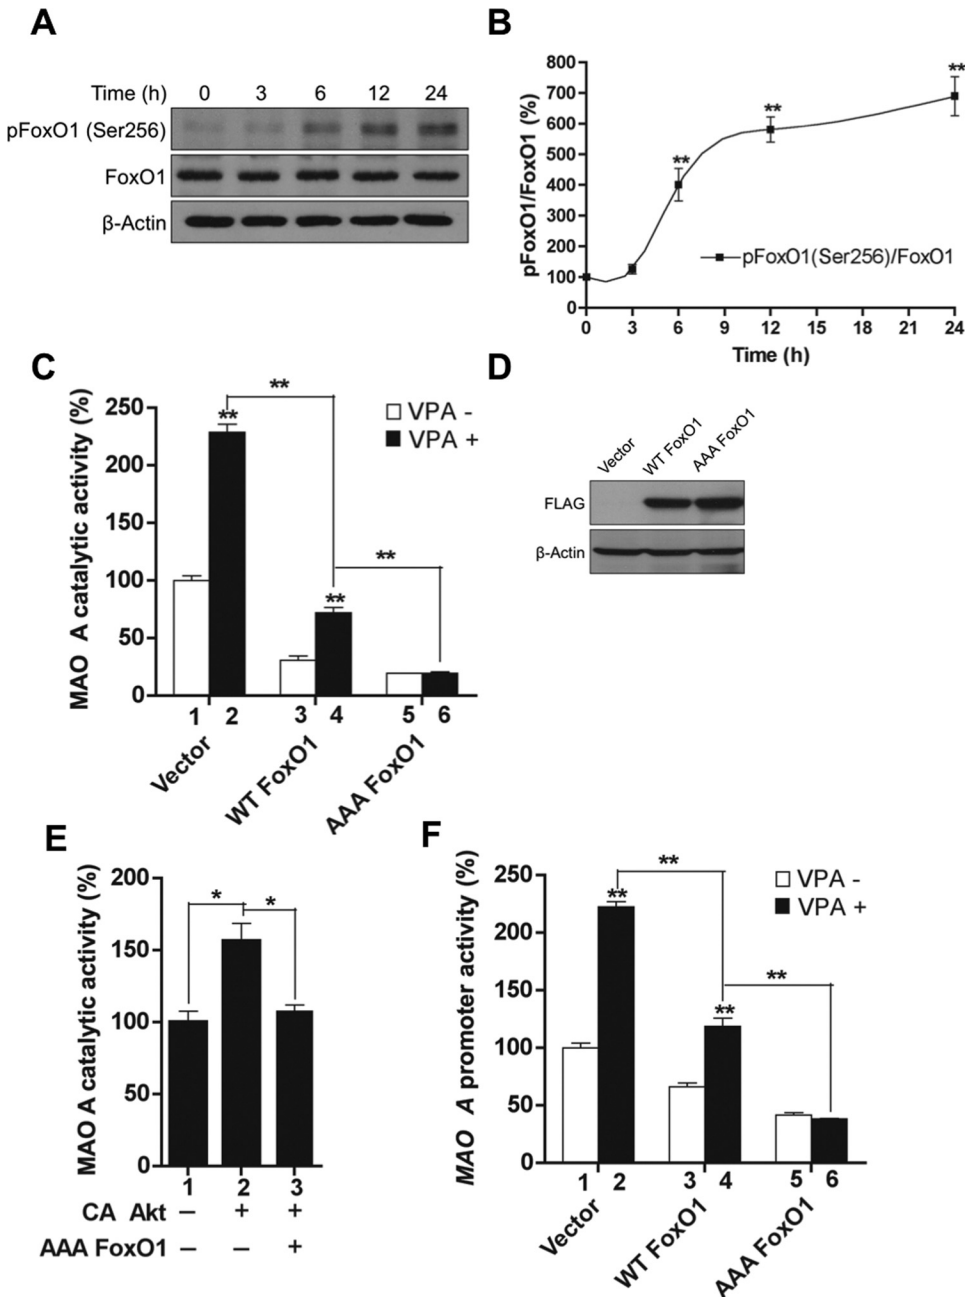 A
Time (h) 0 3 6 12 24
pFoxO1 (Ser256)
FoxO1
β-Actin
B
pFoxO1/FoxO1 (%)
800
700
600
500
400
300
200
100
0
** ** **
pFoxO1(Ser256)/FoxO1
0 3 6 9 12 15 18 21 24
Time (h)
C
MAO A catalytic activity (%)
250
200
150
100
50
0
VPA -
VPA +
**
**
**
**
1 2 3 4 5 6
Vector WT FoxO1 AAA FoxO1
D
Vector WT FoxO1 AAA FoxO1
FLAG
β-Actin
E
MAO A catalytic activity (%)
200
150
100
50
0
* *
1 2 3
CA Akt – + +
AAA FoxO1 – – +
F
MAO A promoter activity (%)
250
200
150
100
50
0
VPA -
VPA +
**
**
**
**
1 2 3 4 5 6
Vector WT FoxO1 AAA FoxO1